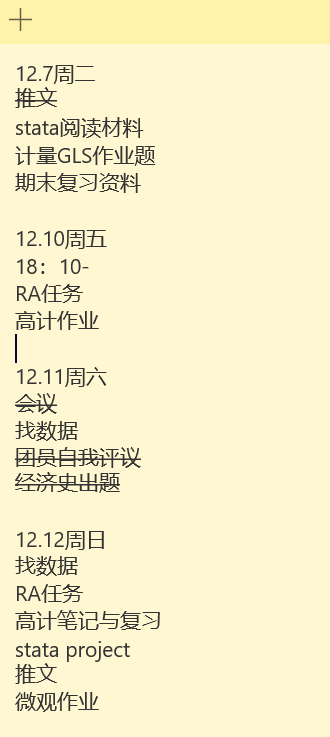 12.7周二
推文
stata阅读材料
计量GLS作业题
期末复习资料
12.10周五
18：10-
RA任务
高计作业
12.11周六
会议
找数据
团员自我评议
经济史出题
12.12周日
找数据
RA任务
高计笔记与复习
stata project
推文
微观作业